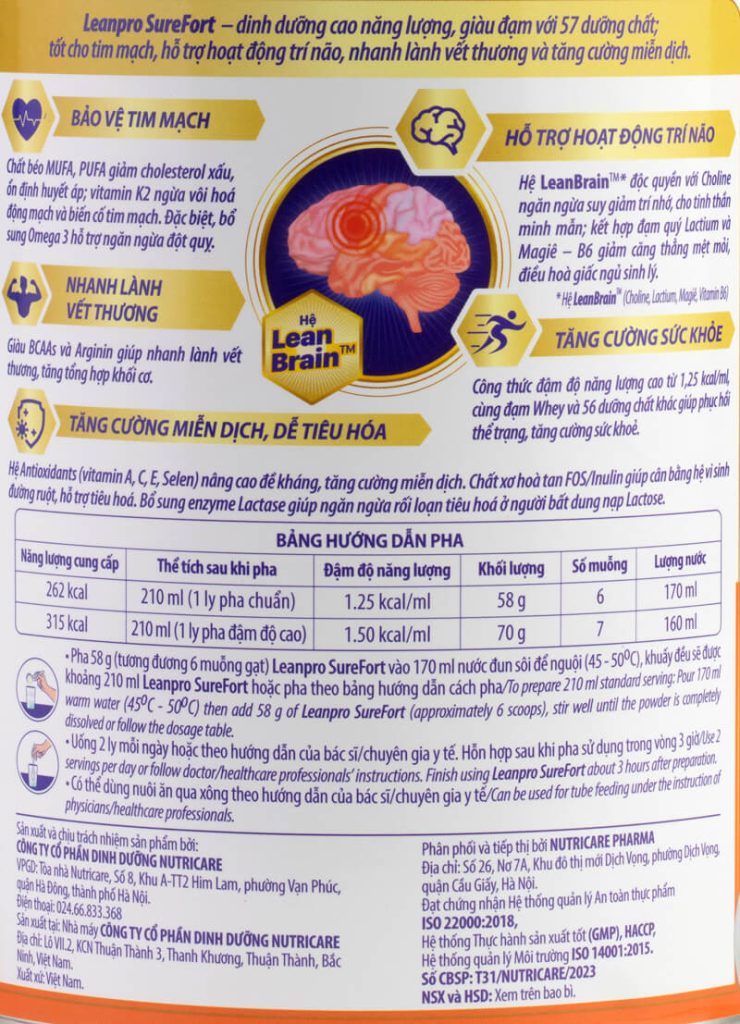 Leanpro SureFort – dinh dưỡng cao năng lượng, giàu đạm với 57 dưỡng chất;
tốt cho tim mạch, hỗ trợ hoạt động trí não, nhanh lành vết thương và tăng cường miễn dịch.
BẢO VỆ TIM MẠCH
Chất béo MUFA, PUFA giảm cholesterol xấu,
ổn định huyết áp; vitamin K2 ngừa vôi hoá
động mạch và biến cố tim mạch. Đặc biệt, bổ
sung Omega 3 hỗ trợ ngăn ngừa đột quỵ.
HỖ TRỢ HOẠT ĐỘNG TRÍ NÃO
Hệ LeanBrain™* độc quyền với Choline
ngăn ngừa suy giảm trí nhớ, cho tinh thần
minh mẫn; kết hợp đạm quý Lactium và
Magiê – B6 giảm căng thẳng mệt mỏi,
điều hoà giấc ngủ sinh lý.
* Hệ LeanBrain™ (Choline, Lactium, Magiê, Vitamin B6)
NHANH LÀNH
VẾT THƯƠNG
Giàu BCAAs và Arginin giúp nhanh lành vết
thương, tăng tổng hợp khối cơ.
Hệ
Lean
Brain™
TĂNG CƯỜNG SỨC KHỎE
Công thức đậm độ năng lượng cao từ 1,25 kcal/ml,
cùng đạm Whey và 56 dưỡng chất khác giúp phục hồi
thể trạng, tăng cường sức khoẻ.
TĂNG CƯỜNG MIỄN DỊCH, DỄ TIÊU HÓA
Hệ Antioxidants (vitamin A, C, E, Selen) nâng cao đề kháng, tăng cường miễn dịch. Chất xơ hoà tan FOS/Inulin giúp cân bằng hệ vi sinh
đường ruột, hỗ trợ tiêu hoá. Bổ sung enzyme Lactase giúp ngăn ngừa rối loạn tiêu hoá ở người bất dung nạp Lactose.
BẢNG HƯỚNG DẪN PHA
Năng lượng cung cấp Thể tích sau khi pha Đậm độ năng lượng Khối lượng Số muỗng Lượng nước
262 kcal 210 ml (1 ly pha chuẩn) 1.25 kcal/ml 58 g 6 170 ml
315 kcal 210 ml (1 ly pha đậm độ cao) 1.50 kcal/ml 70 g 7 160 ml
• Pha 58 g (tương đương 6 muỗng gạt) Leanpro SureFort vào 170 ml nước đun sôi để nguội (45 - 50⁰C), khuấy đều sẽ được
khoảng 210 ml Leanpro SureFort hoặc pha theo bảng hướng dẫn cách pha/To prepare 210 ml standard serving: Pour 170 ml
warm water (45⁰C - 50⁰C) then add 58 g of Leanpro SureFort (approximately 6 scoops), stir well until the powder is completely
dissolved or follow the dosage table.
• Uống 2 ly mỗi ngày hoặc theo hướng dẫn của bác sĩ/chuyên gia y tế. Hỗn hợp sau khi pha sử dụng trong vòng 3 giờ/Use 2
servings per day or follow doctor/healthcare professionals' instructions. Finish using Leanpro SureFort about 3 hours after preparation.
• Có thể dùng nuôi ăn qua xông theo hướng dẫn của bác sĩ/chuyên gia y tế/Can be used for tube feeding under the instruction of
physicians/healthcare professionals.
Sản xuất và chịu trách nhiệm sản phẩm bởi:
CÔNG TY CỔ PHẦN DINH DƯỠNG NUTRICARE
VPGD: Tòa nhà Nutricare, Số 8, Khu A-TT2 Him Lam, phường Vạn Phúc,
quận Hà Đông, thành phố Hà Nội.
Điện thoại: 024.66.833.368
Sản xuất tại: Nhà máy CÔNG TY CỔ PHẦN DINH DƯỠNG NUTRICARE
Địa chỉ: Lô VII.2, KCN Thuận Thành 3, Thanh Khương, Thuận Thành, Bắc
Ninh, Việt Nam.
Xuất xứ: Việt Nam.
Phân phối và tiếp thị bởi NUTRICARE PHARMA
Địa chỉ: Số 26, Nơ 7A, Khu đô thị mới Dịch Vọng, phường Dịch Vọng,
quận Cầu Giấy, Hà Nội.
Đạt chứng nhận Hệ thống quản lý An toàn thực phẩm
ISO 22000:2018,
Hệ thống Thực hành sản xuất tốt (GMP), HACCP,
Hệ thống quản lý Môi trường ISO 14001:2015.
Số CBSP: T31/NUTRICARE/2023
NSX và HSD: Xem trên bao bì.